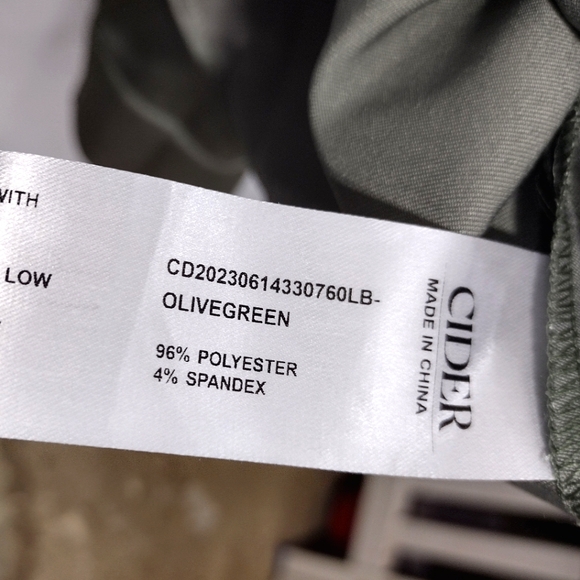 WITH
LOW
CD20230614330760LB-
OLIVEGREEN
96% POLYESTER
4% SPANDEX
CIDER
MADE IN CHINA